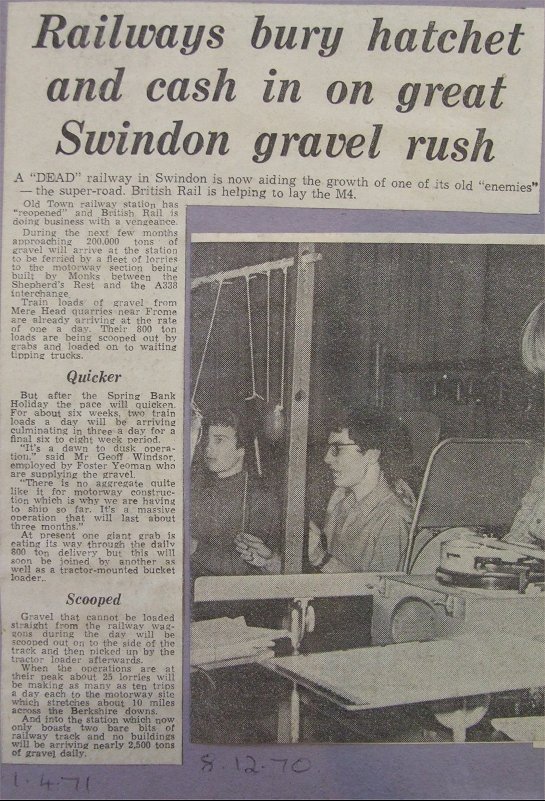 Railways bury hatchet
and cash in on great
Swindon gravel rush
A "DEAD" railway in Swindon is now aiding the growth of one of its old "enemies"
— the super-road. British Rail is helping to lay the M4.
Old Town railway station has
"reopened" and British Rail is
doing business with a vengeance.
During the next few months
approaching 200,000 tons of
gravel will arrive at the station
to be ferried by a fleet of lorries
to the motorway section being
built by Monks between the
Shepherd's Rest and the A338
interchange.
Train loads of gravel from
Mere Head quarries near Frome
are already arriving at the rate
of one a day. Their 800 ton
loads are being scooped out by
grabs and loaded on to waiting
tipping trucks.
Quicker
But after the Spring Bank
Holiday the pace will quicken.
For about six weeks, two train
loads a day will be arriving
culminating in three a day for a
final six to eight week period.
"It's a dawn to dusk opera-
tion," said Mr Geoff Windsor,
employed by Foster Yeoman who
are supplying the gravel.
"There is no aggregate quite
like it for motorway construc-
tion which is why we are having
to ship so far. It's a massive
operation that will last about
three months."
At present one giant grab is
eating its way through the daily
800 ton delivery but this will
soon be joined by another as
well as a tractor-mounted bucket
loader..
Scooped
Gravel that cannot be loaded
straight from the railway wag-
gons during the day will be
scooped out on to the side of the
track and then picked up by the
tractor loader afterwards.
When the operations are at
their peak about 25 lorries will
be making as many as ten trips
a day each to the motorway site
which stretches about 10 miles
across the Berkshire downs.
And into the station which now
only boasts two bare bits of
railway track and no buildings
will be arriving nearly 2,500 tons
of gravel daily.
1.4.71
8.12.70